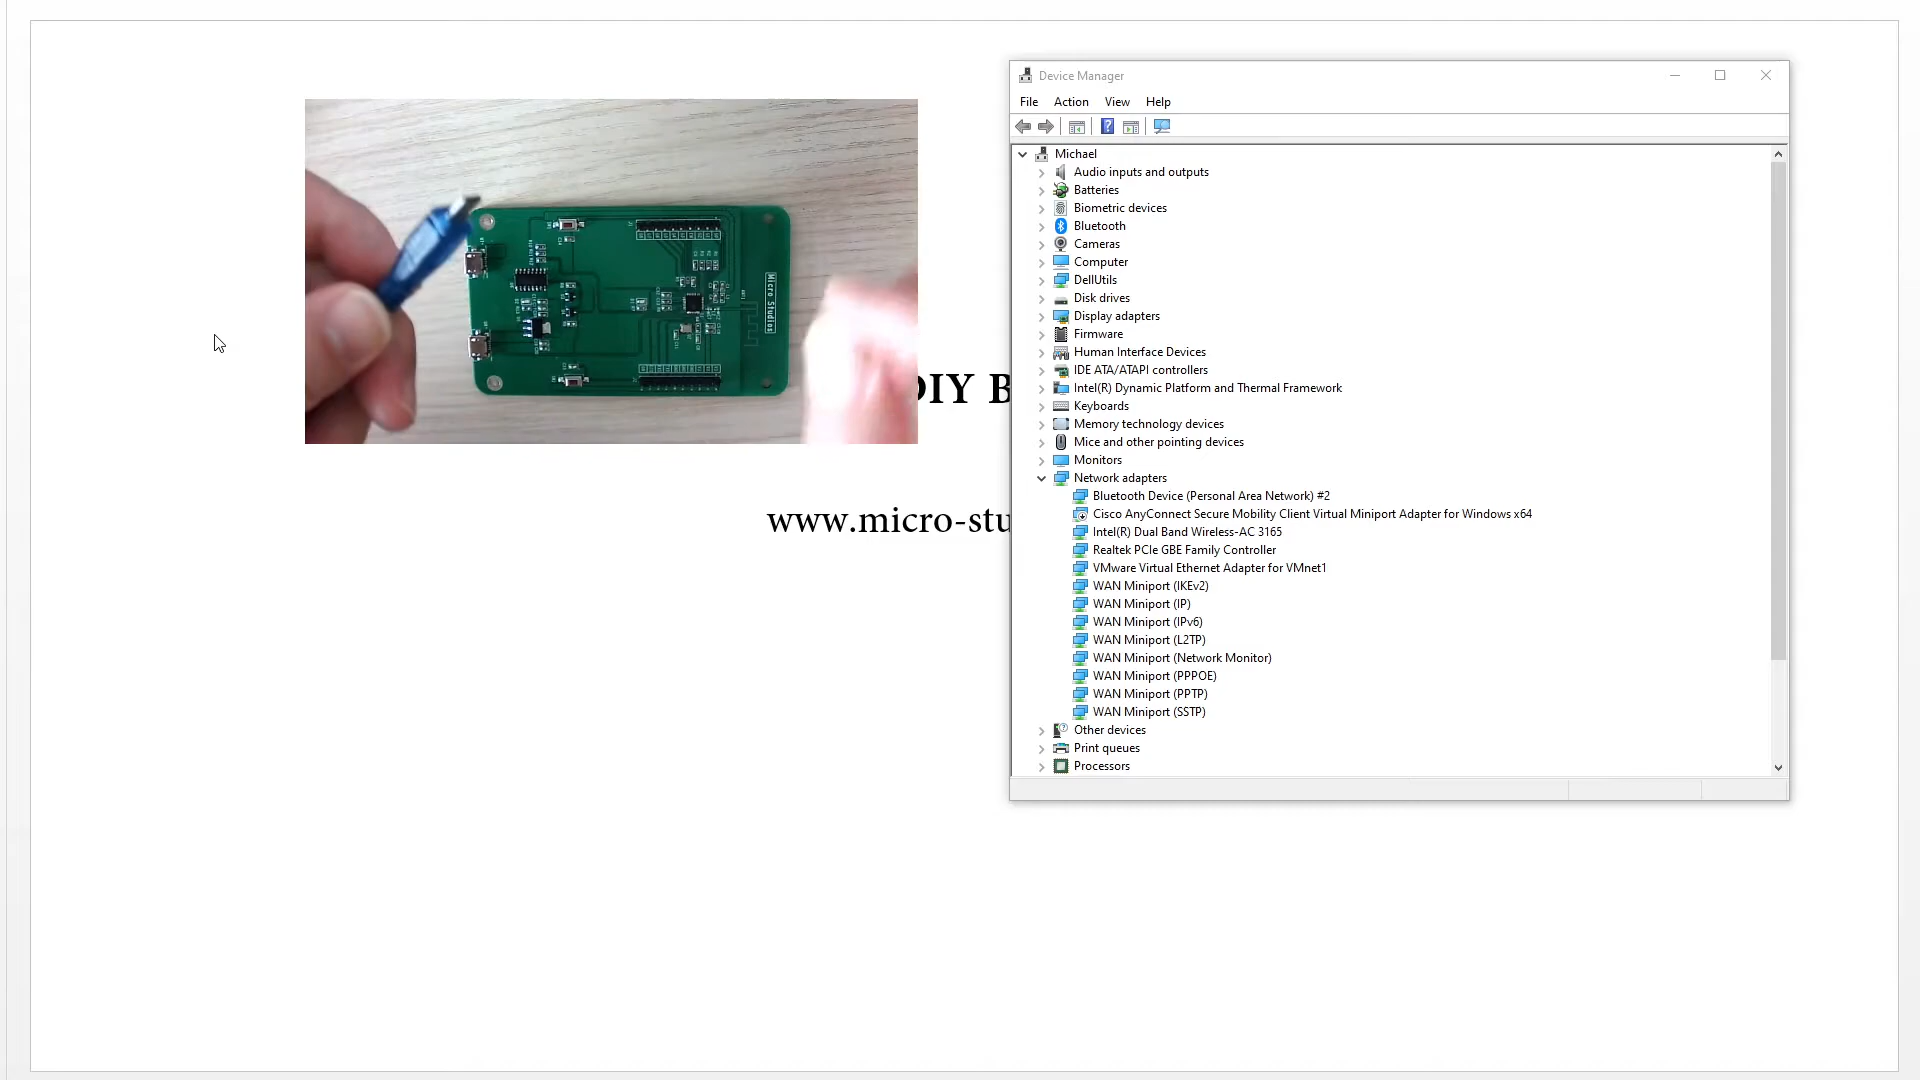 DIY B
www.micro-stu
Micro Studios
Device Manager
File Action View Help
Michael
Audio inputs and outputs
Batteries
Biometric devices
Bluetooth
Cameras
Computer
DellUtils
Disk drives
Display adapters
Firmware
Human Interface Devices
IDE ATA/ATAPI controllers
Intel(R) Dynamic Platform and Thermal Framework
Keyboards
Memory technology devices
Mice and other pointing devices
Monitors
Network adapters
Bluetooth Device (Personal Area Network) #2
Cisco AnyConnect Secure Mobility Client Virtual Miniport Adapter for Windows x64
Intel(R) Dual Band Wireless-AC 3165
Realtek PCIe GBE Family Controller
VMware Virtual Ethernet Adapter for VMnet1
WAN Miniport (IKEv2)
WAN Miniport (IP)
WAN Miniport (IPv6)
WAN Miniport (L2TP)
WAN Miniport (Network Monitor)
WAN Miniport (PPPOE)
WAN Miniport (PPTP)
WAN Miniport (SSTP)
Other devices
Print queues
Processors